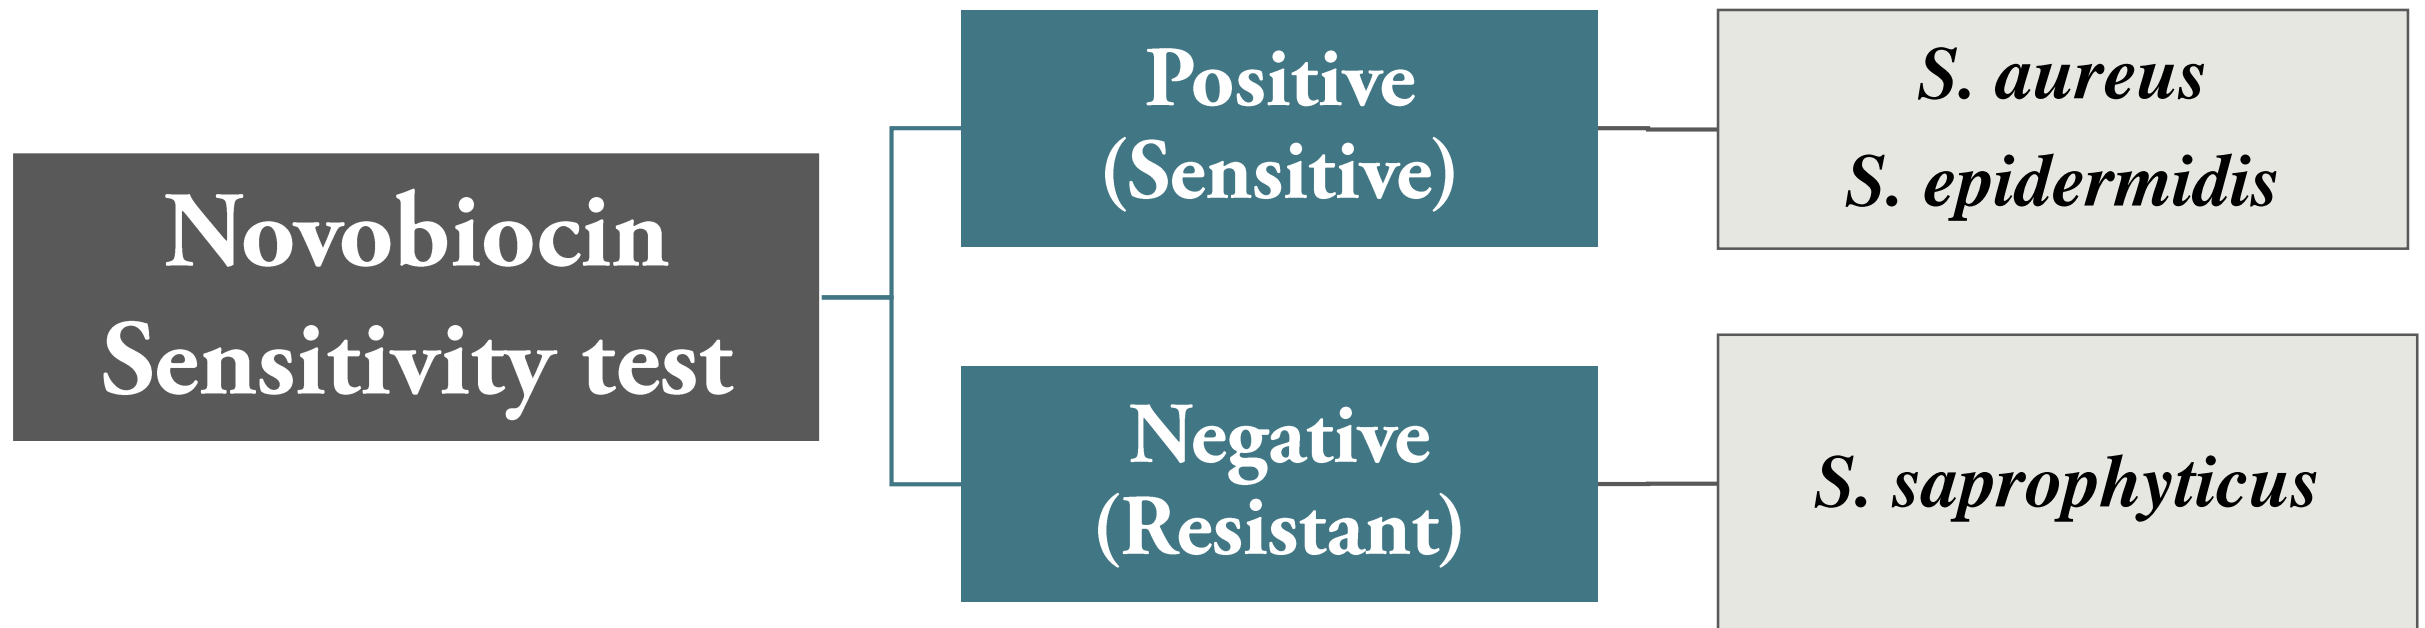 Novobiocin
Sensitivity test
Positive
(Sensitive)
S. aureus
S. epidermidis
Negative
(Resistant)
S. saprophyticus